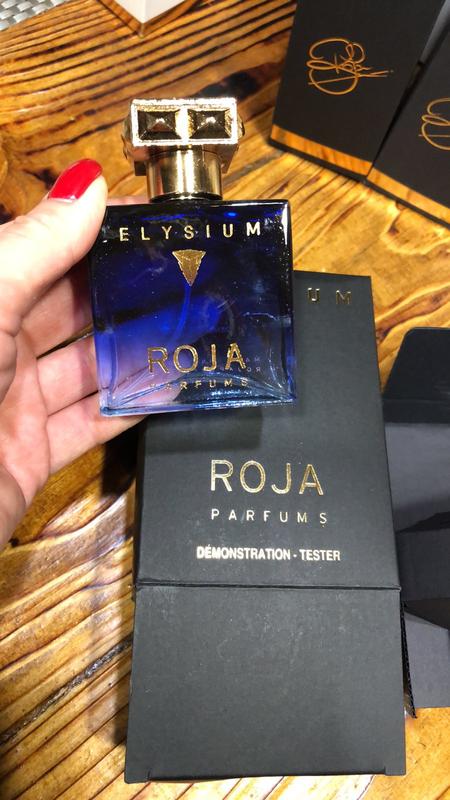 ELYSIUM
ROJA
PARFUMS
UM
ROJA
PARFUMS
DÉMONSTRATION - TESTER